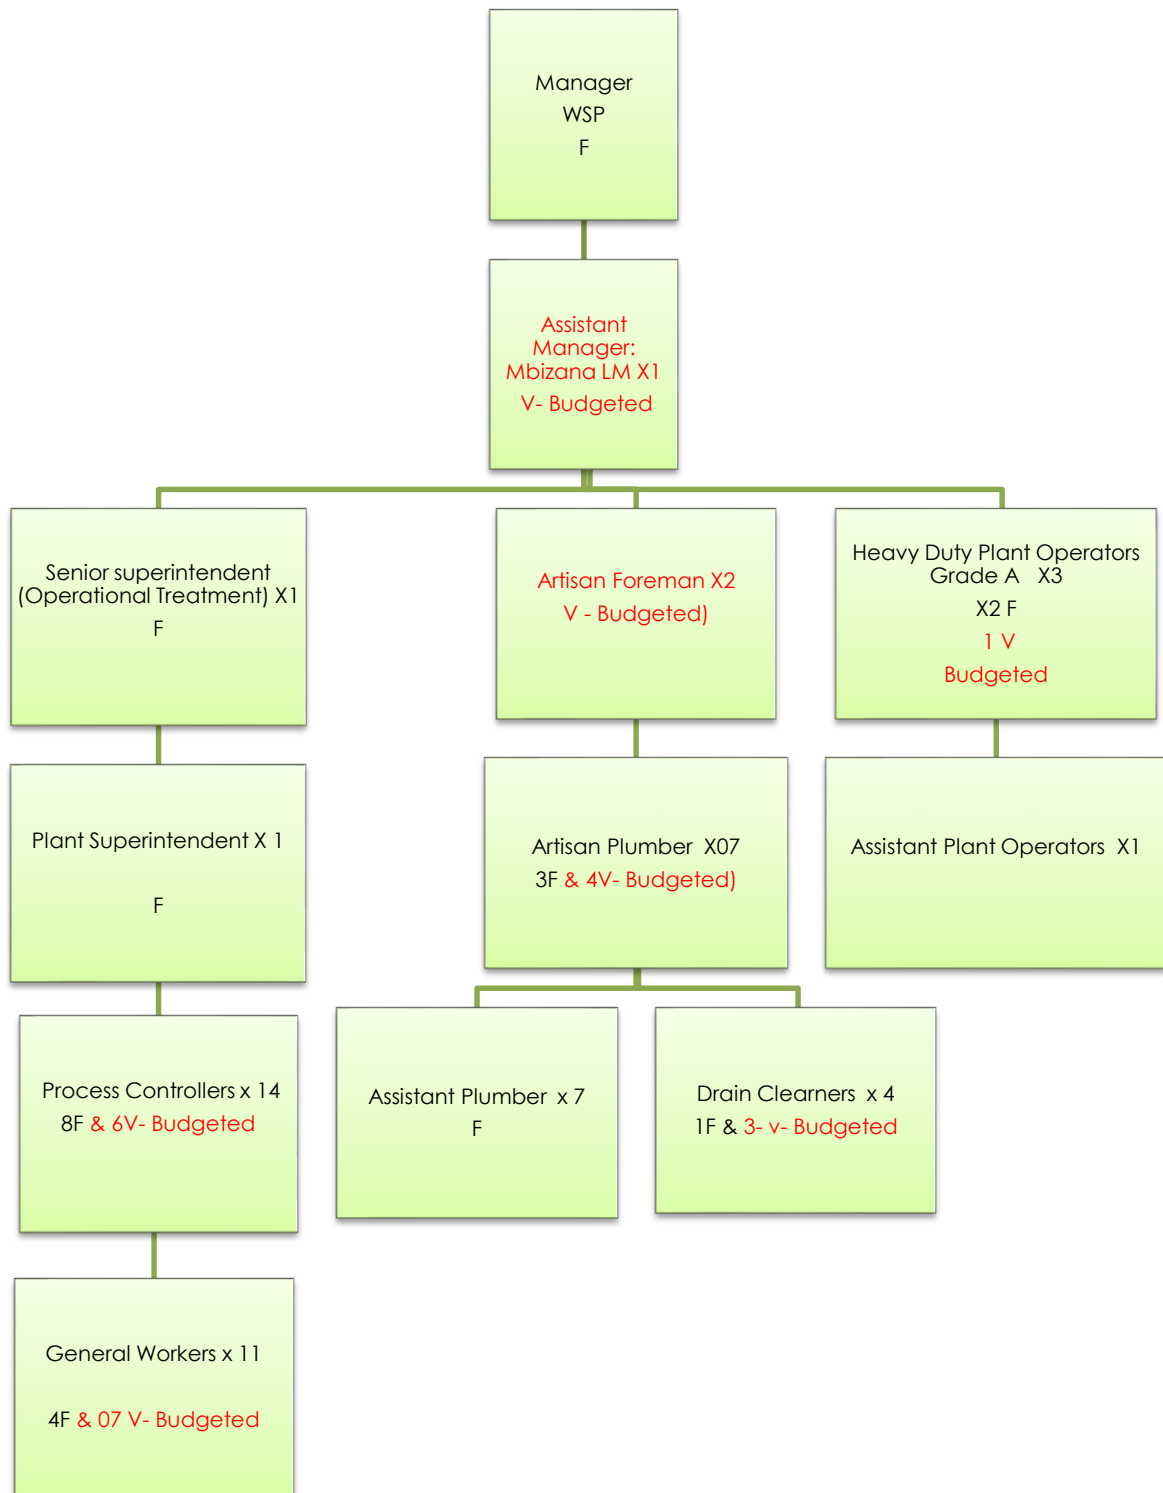 Manager
WSP
F
Assistant
Manager:
Mbizana LM X1
V- Budgeted
Senior superintendent
(Operational Treatment) X1
F
Artisan Foreman X2
V - Budgeted)
Heavy Duty Plant Operators
Grade A X3
X2 F
1 V
Budgeted
Plant Superintendent X 1
F
Artisan Plumber X07
3F & 4V- Budgeted)
Assistant Plant Operators X1
Process Controllers x 14
8F & 6V- Budgeted
Assistant Plumber x 7
F
Drain Clearners x 4
1F & 3- v- Budgeted
General Workers x 11
4F & 07 V- Budgeted